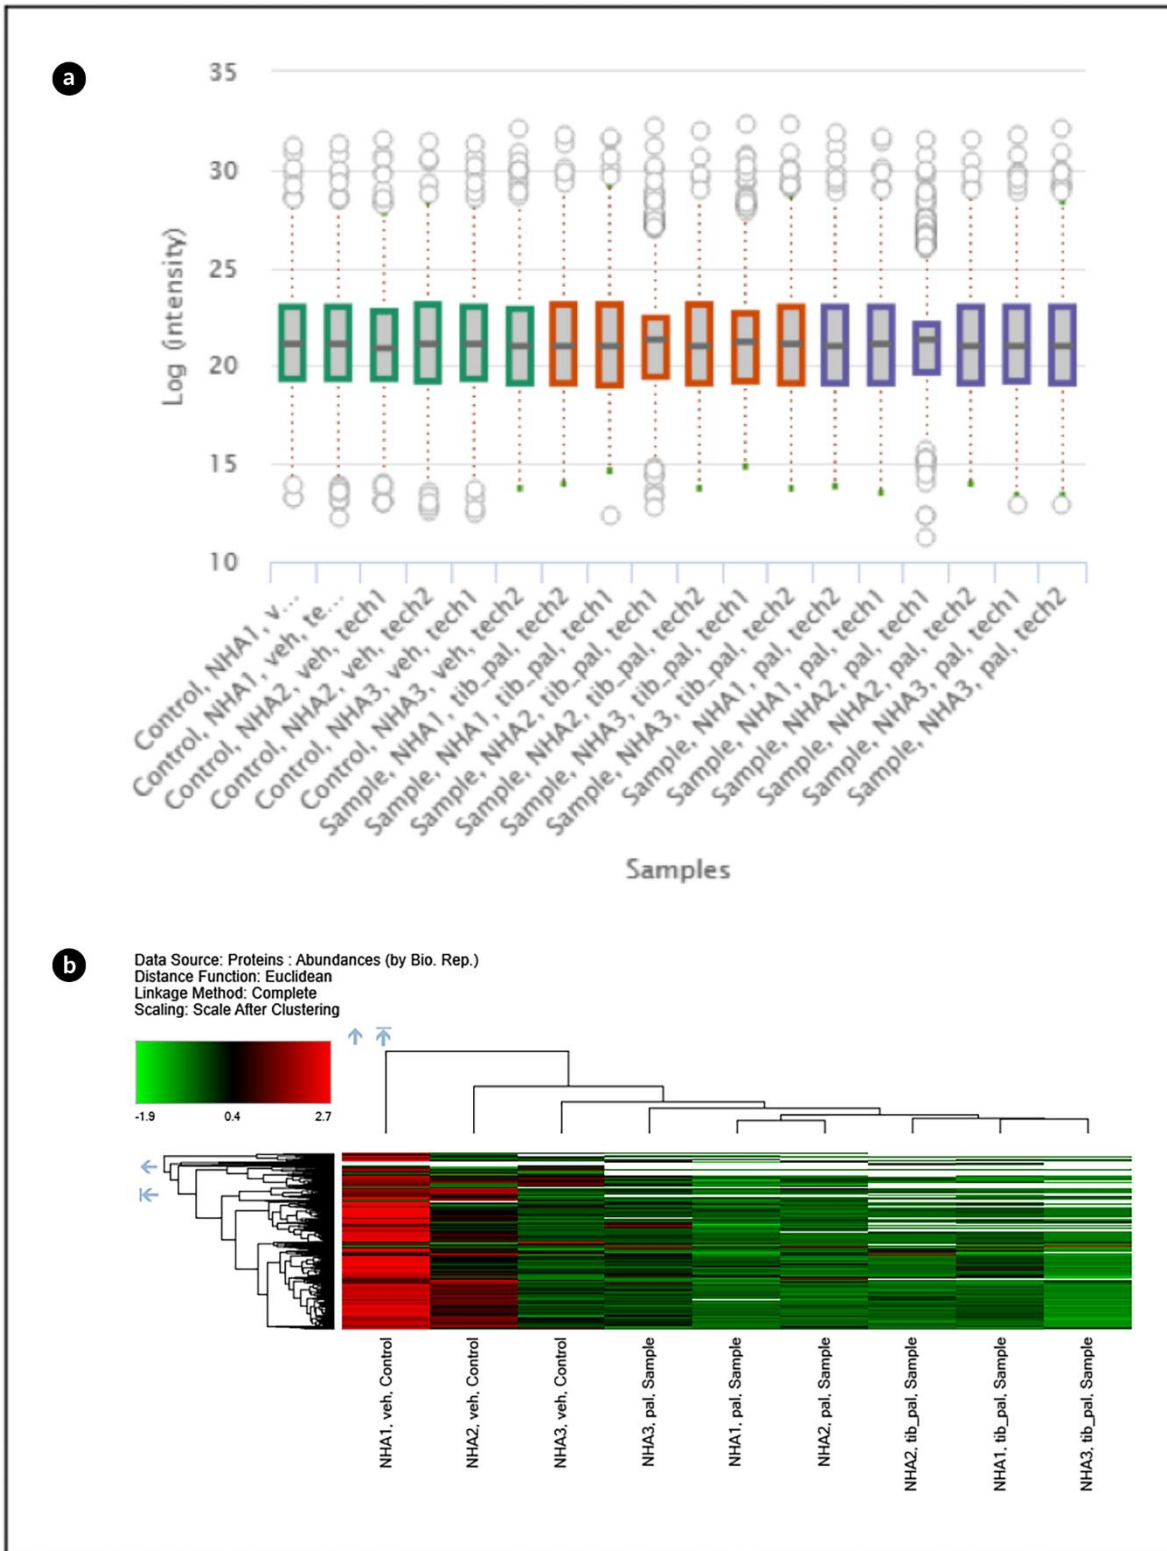 a
35
30
25
20
15
10
Log (intensity)
Control, NHA1, v...
Control, NHA1, veh, te...
Control, NHA2, veh, tech1
Control, NHA2, veh, tech2
Control, NHA3, veh, tech1
Control, NHA3, veh, tech2
Sample, NHA1, tib_pal, tech2
Sample, NHA1, tib_pal, tech1
Sample, NHA2, tib_pal, tech1
Sample, NHA2, tib_pal, tech2
Sample, NHA3, tib_pal, tech1
Sample, NHA3, tib_pal, tech2
Sample, NHA1, pal, tech2
Sample, NHA1, pal, tech1
Sample, NHA2, pal, tech1
Sample, NHA2, pal, tech2
Sample, NHA3, pal, tech1
Sample, NHA3, pal, tech2
Samples
b
Data Source: Proteins : Abundances (by Bio. Rep.)
Distance Function: Euclidean
Linkage Method: Complete
Scaling: Scale After Clustering
-1.9 0.4 2.7
NHA1, veh, Control
NHA2, veh, Control
NHA3, veh, Control
NHA3, pal, Sample
NHA1, pal, Sample
NHA2, pal, Sample
NHA2, tib_pal, Sample
NHA1, tib_pal, Sample
NHA3, tib_pal, Sample